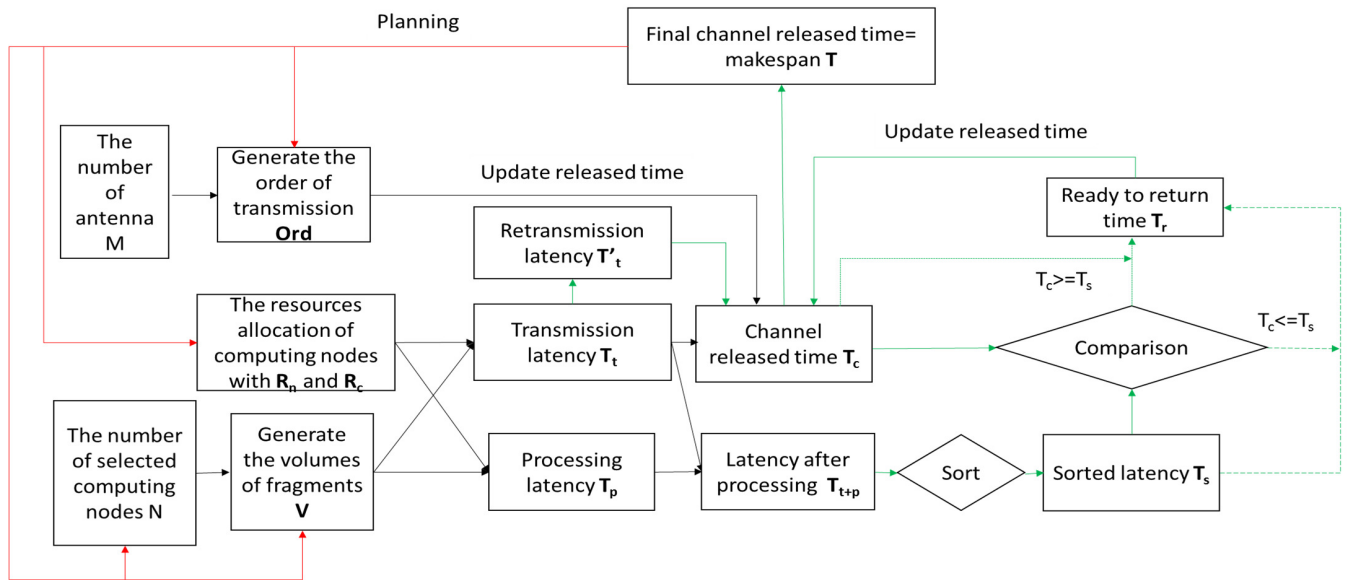 Planning
Final channel released time=
makespan T
The
number
of
antenna
M
Generate the
order of
transmission
Ord
Update released time
Update released time
Ready to return
time Tr
Retransmission
latency T't
Tc>=Ts
Tc<=Ts
The resources
allocation of
computing nodes
with Rn and Rc
Transmission
latency Tt
Channel
released time Tc
Comparison
The number
of selected
computing
nodes N
Generate
the volumes
of fragments
V
Processing
latency Tp
Latency after
processing Tt+p
Sort
Sorted latency Ts